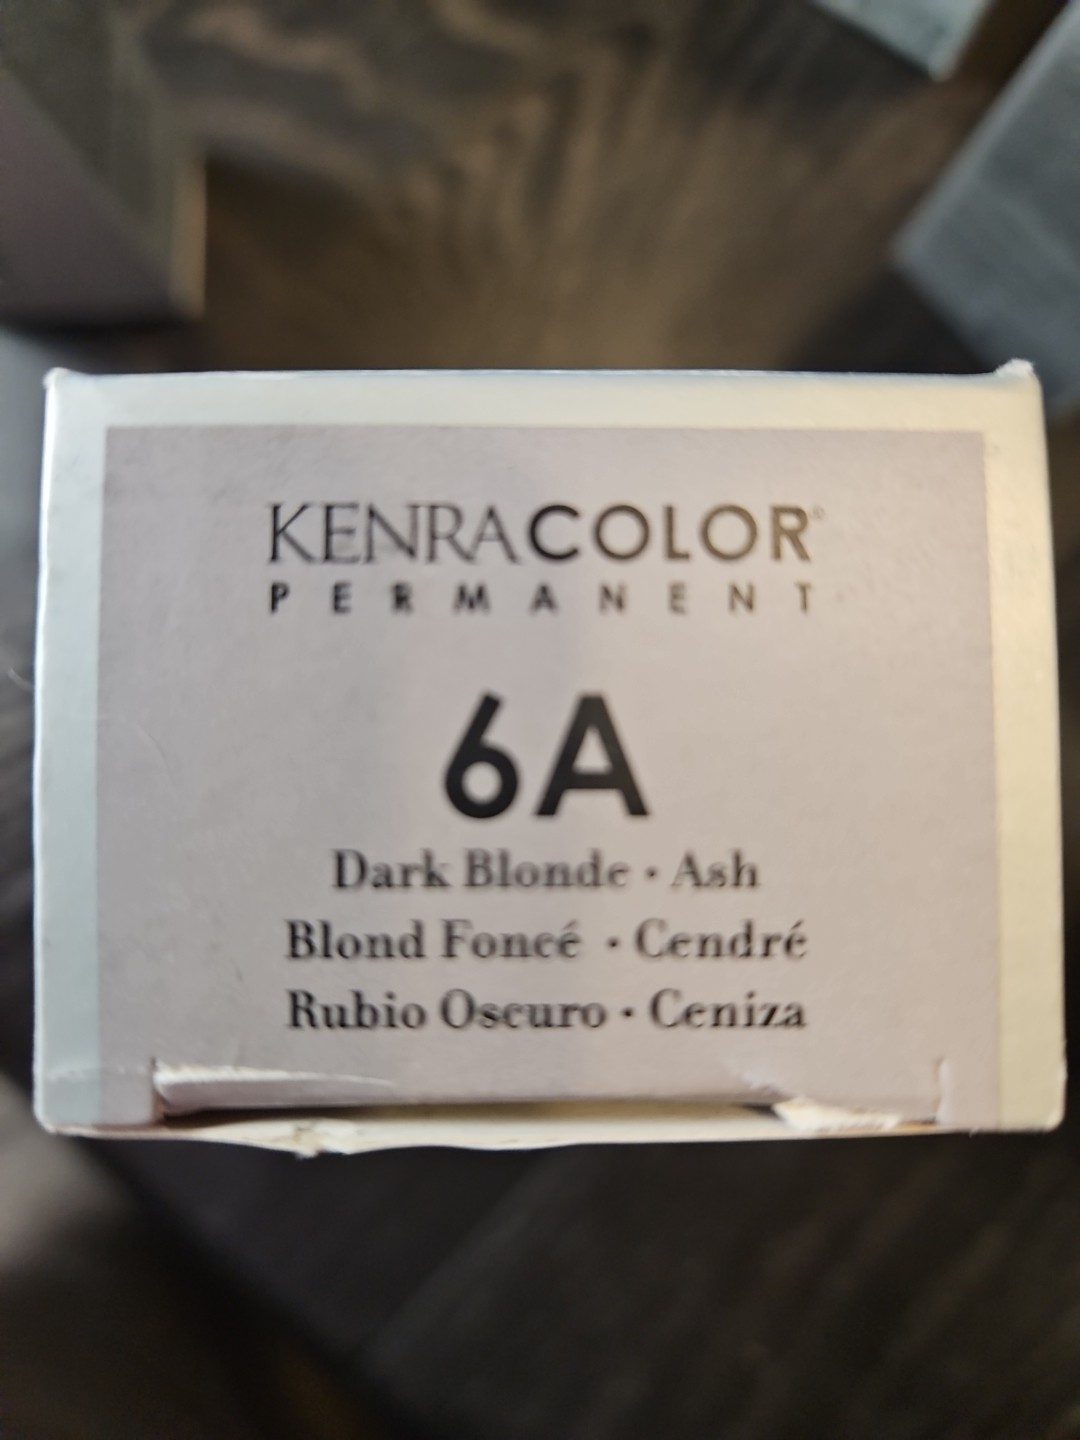 KENRACOLOR®
PERMANENT
6A
Dark Blonde • Ash
Blond Foncé • Cendré
Rubio Oscuro • Ceniza